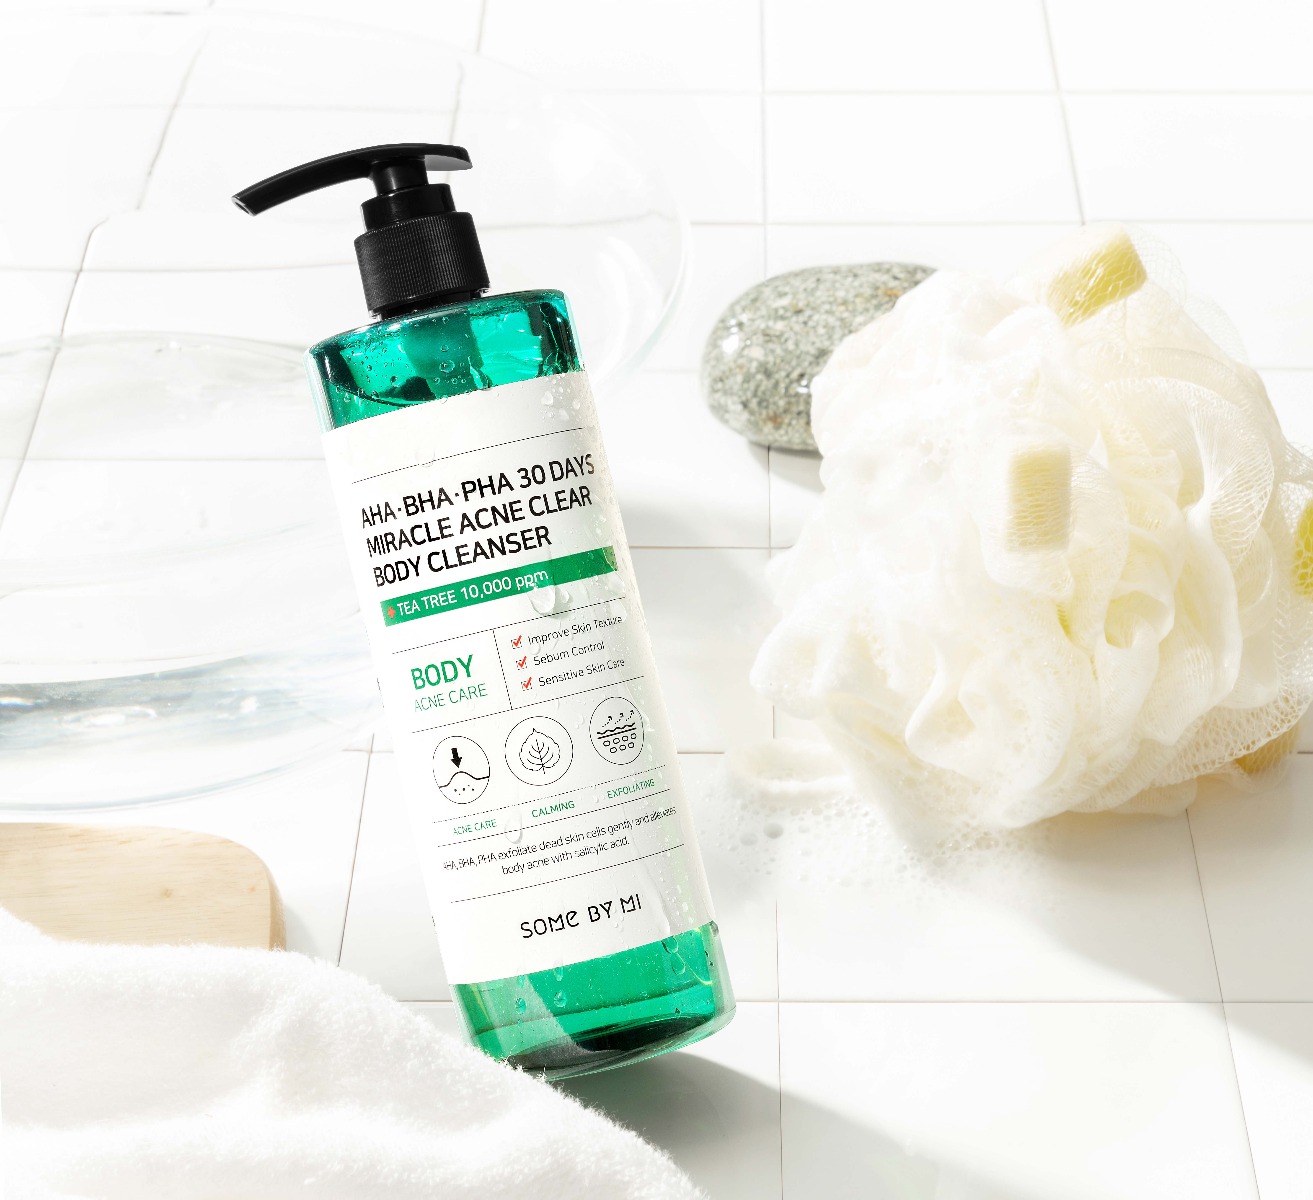 AHA·BHA·PHA 30 DAYS
MIRACLE ACNE CLEAR
BODY CLEANSER
TEA TREE 10,000 ppm
BODY
ACNE CARE
Improve Skin Texture
Sebum Control
Sensitive Skin Care
ACNE CARE
CALMING
EXFOLIATING
AHA, BHA, PHA exfoliate dead skin cells gently and alleviates
body acne with salicylic acid.
SOME BY MI